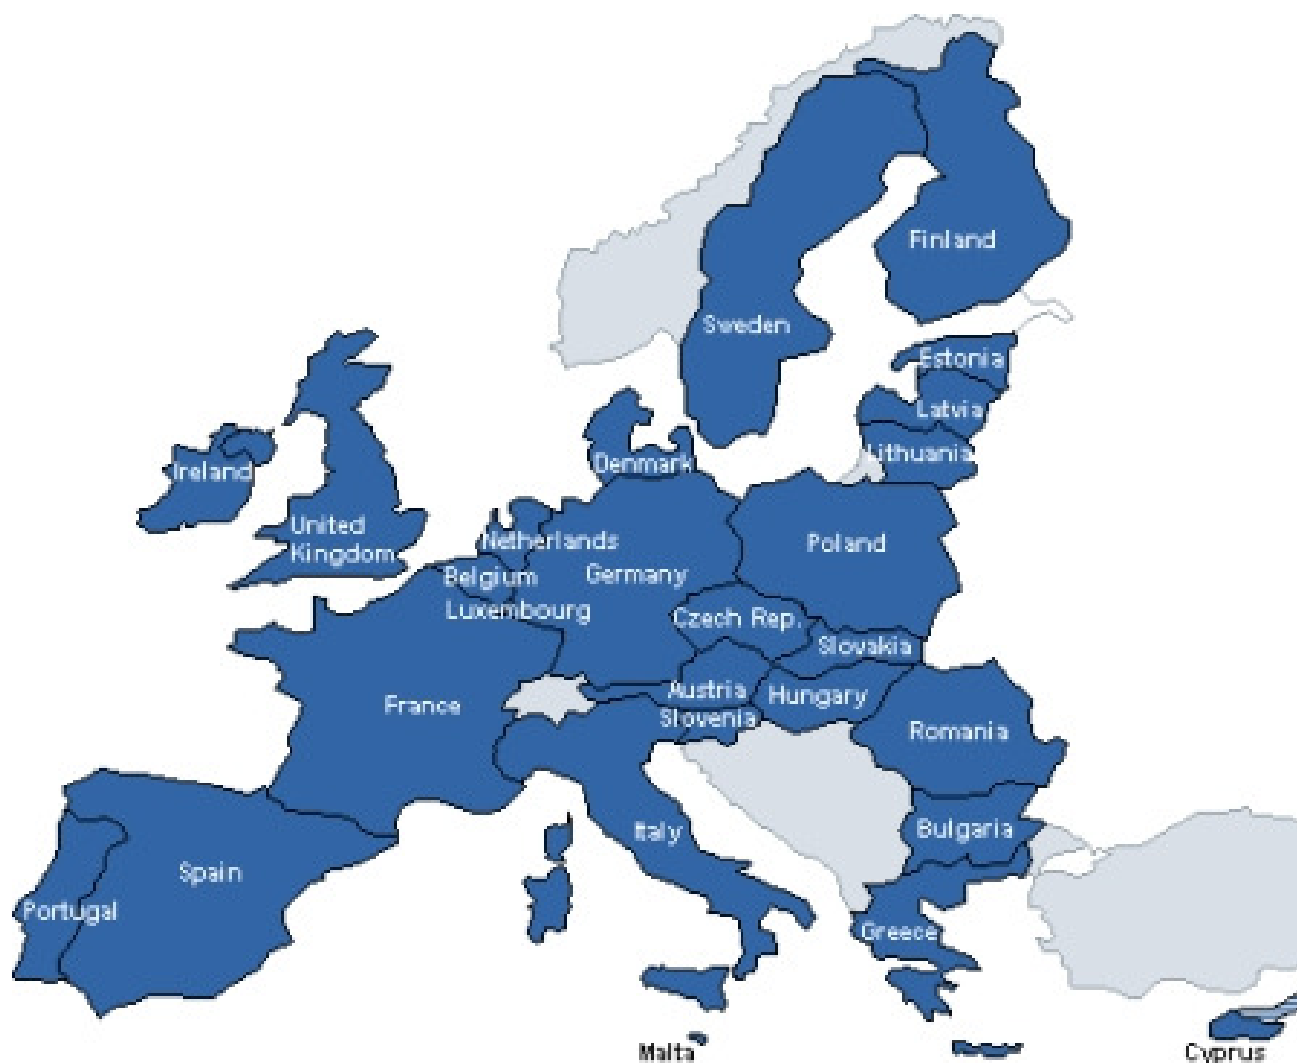 Finland
Sweden
Estonia
Latvia
Lithuania
Denmark
Ireland
United
Kingdom
Netherlands
Poland
Belgium
Germany
Luxembourg
Czech Rep.
Slovakia
Austria
Hungary
France
Slovenia
Romania
Italy
Bulgaria
Spain
Portugal
Greece
Malta
Cyprus